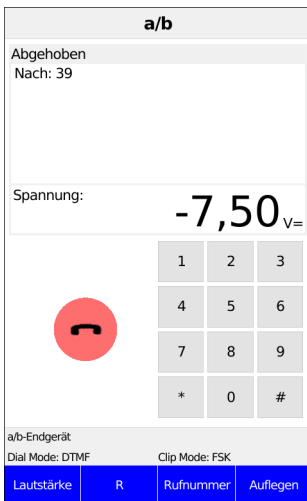 a/b
Abgehoben
Nach: 39
Spannung:
-7,50 V=
1 2 3
4 5 6
7 8 9
* 0 #
a/b-Endgerät
Dial Mode: DTMF Clip Mode: FSK
Lautstärke R Rufnummer Auflegen